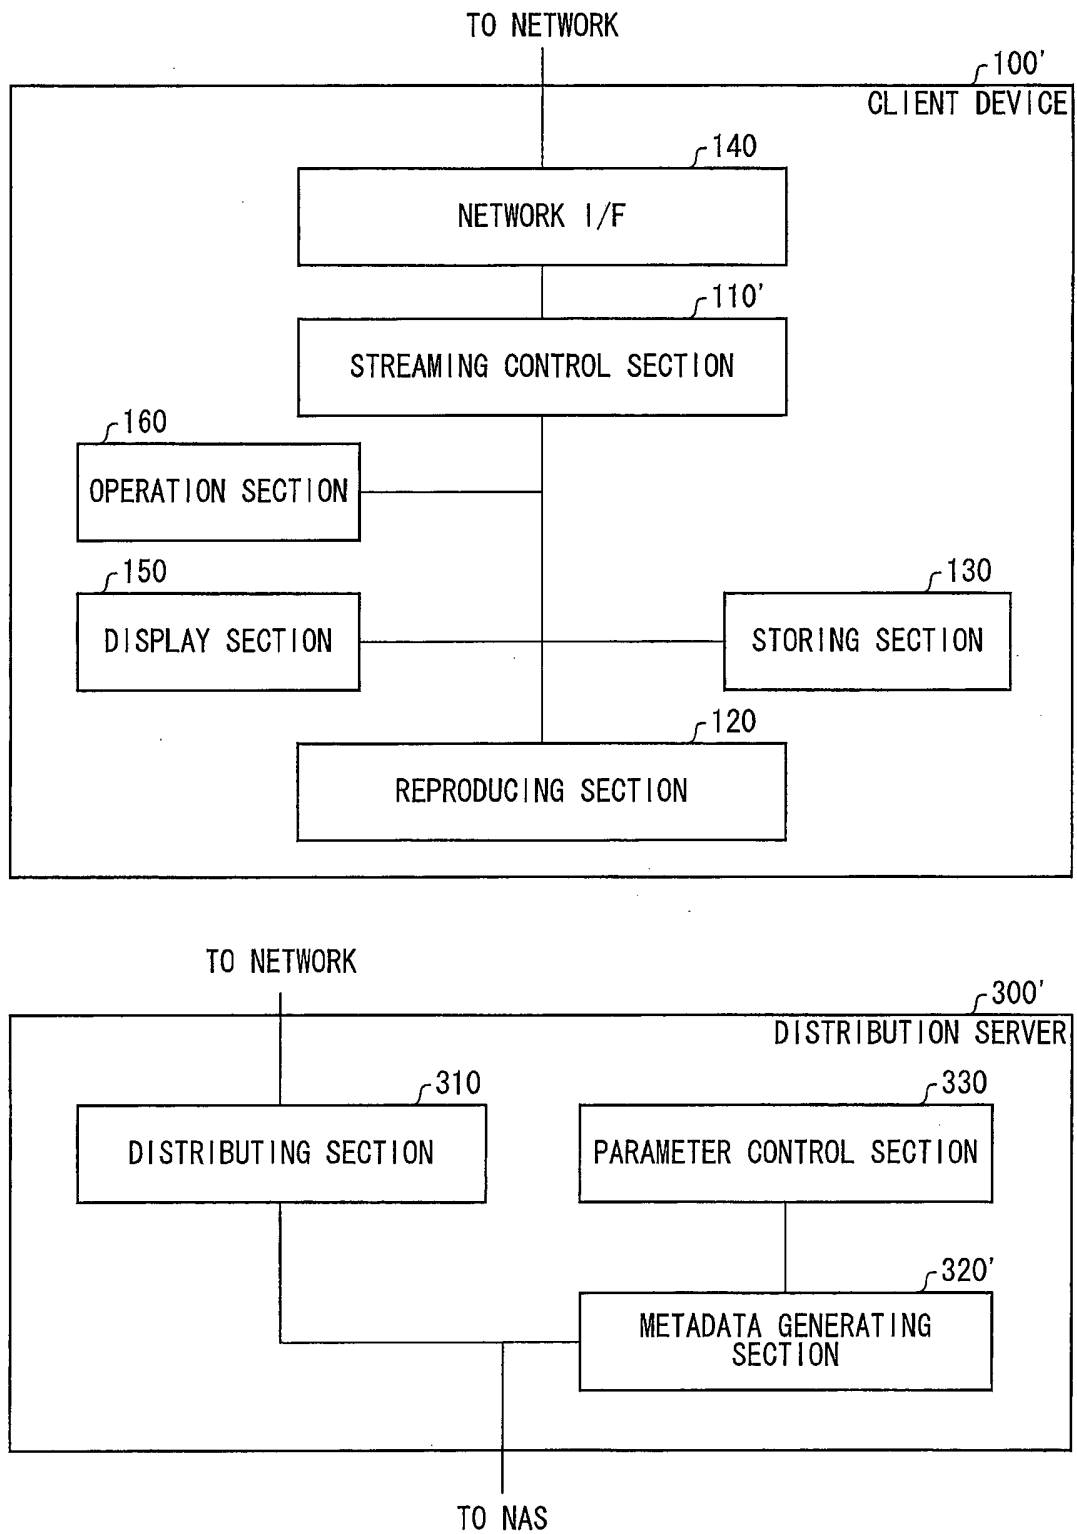 TO NETWORK
100'
CLIENT DEVICE
140
NETWORK I/F
110'
STREAMING CONTROL SECTION
160
OPERATION SECTION
150
DISPLAY SECTION
130
STORING SECTION
120
REPRODUCING SECTION
TO NETWORK
300'
DISTRIBUTION SERVER
310
DISTRIBUTING SECTION
330
PARAMETER CONTROL SECTION
320'
METADATA GENERATING
SECTION
TO NAS